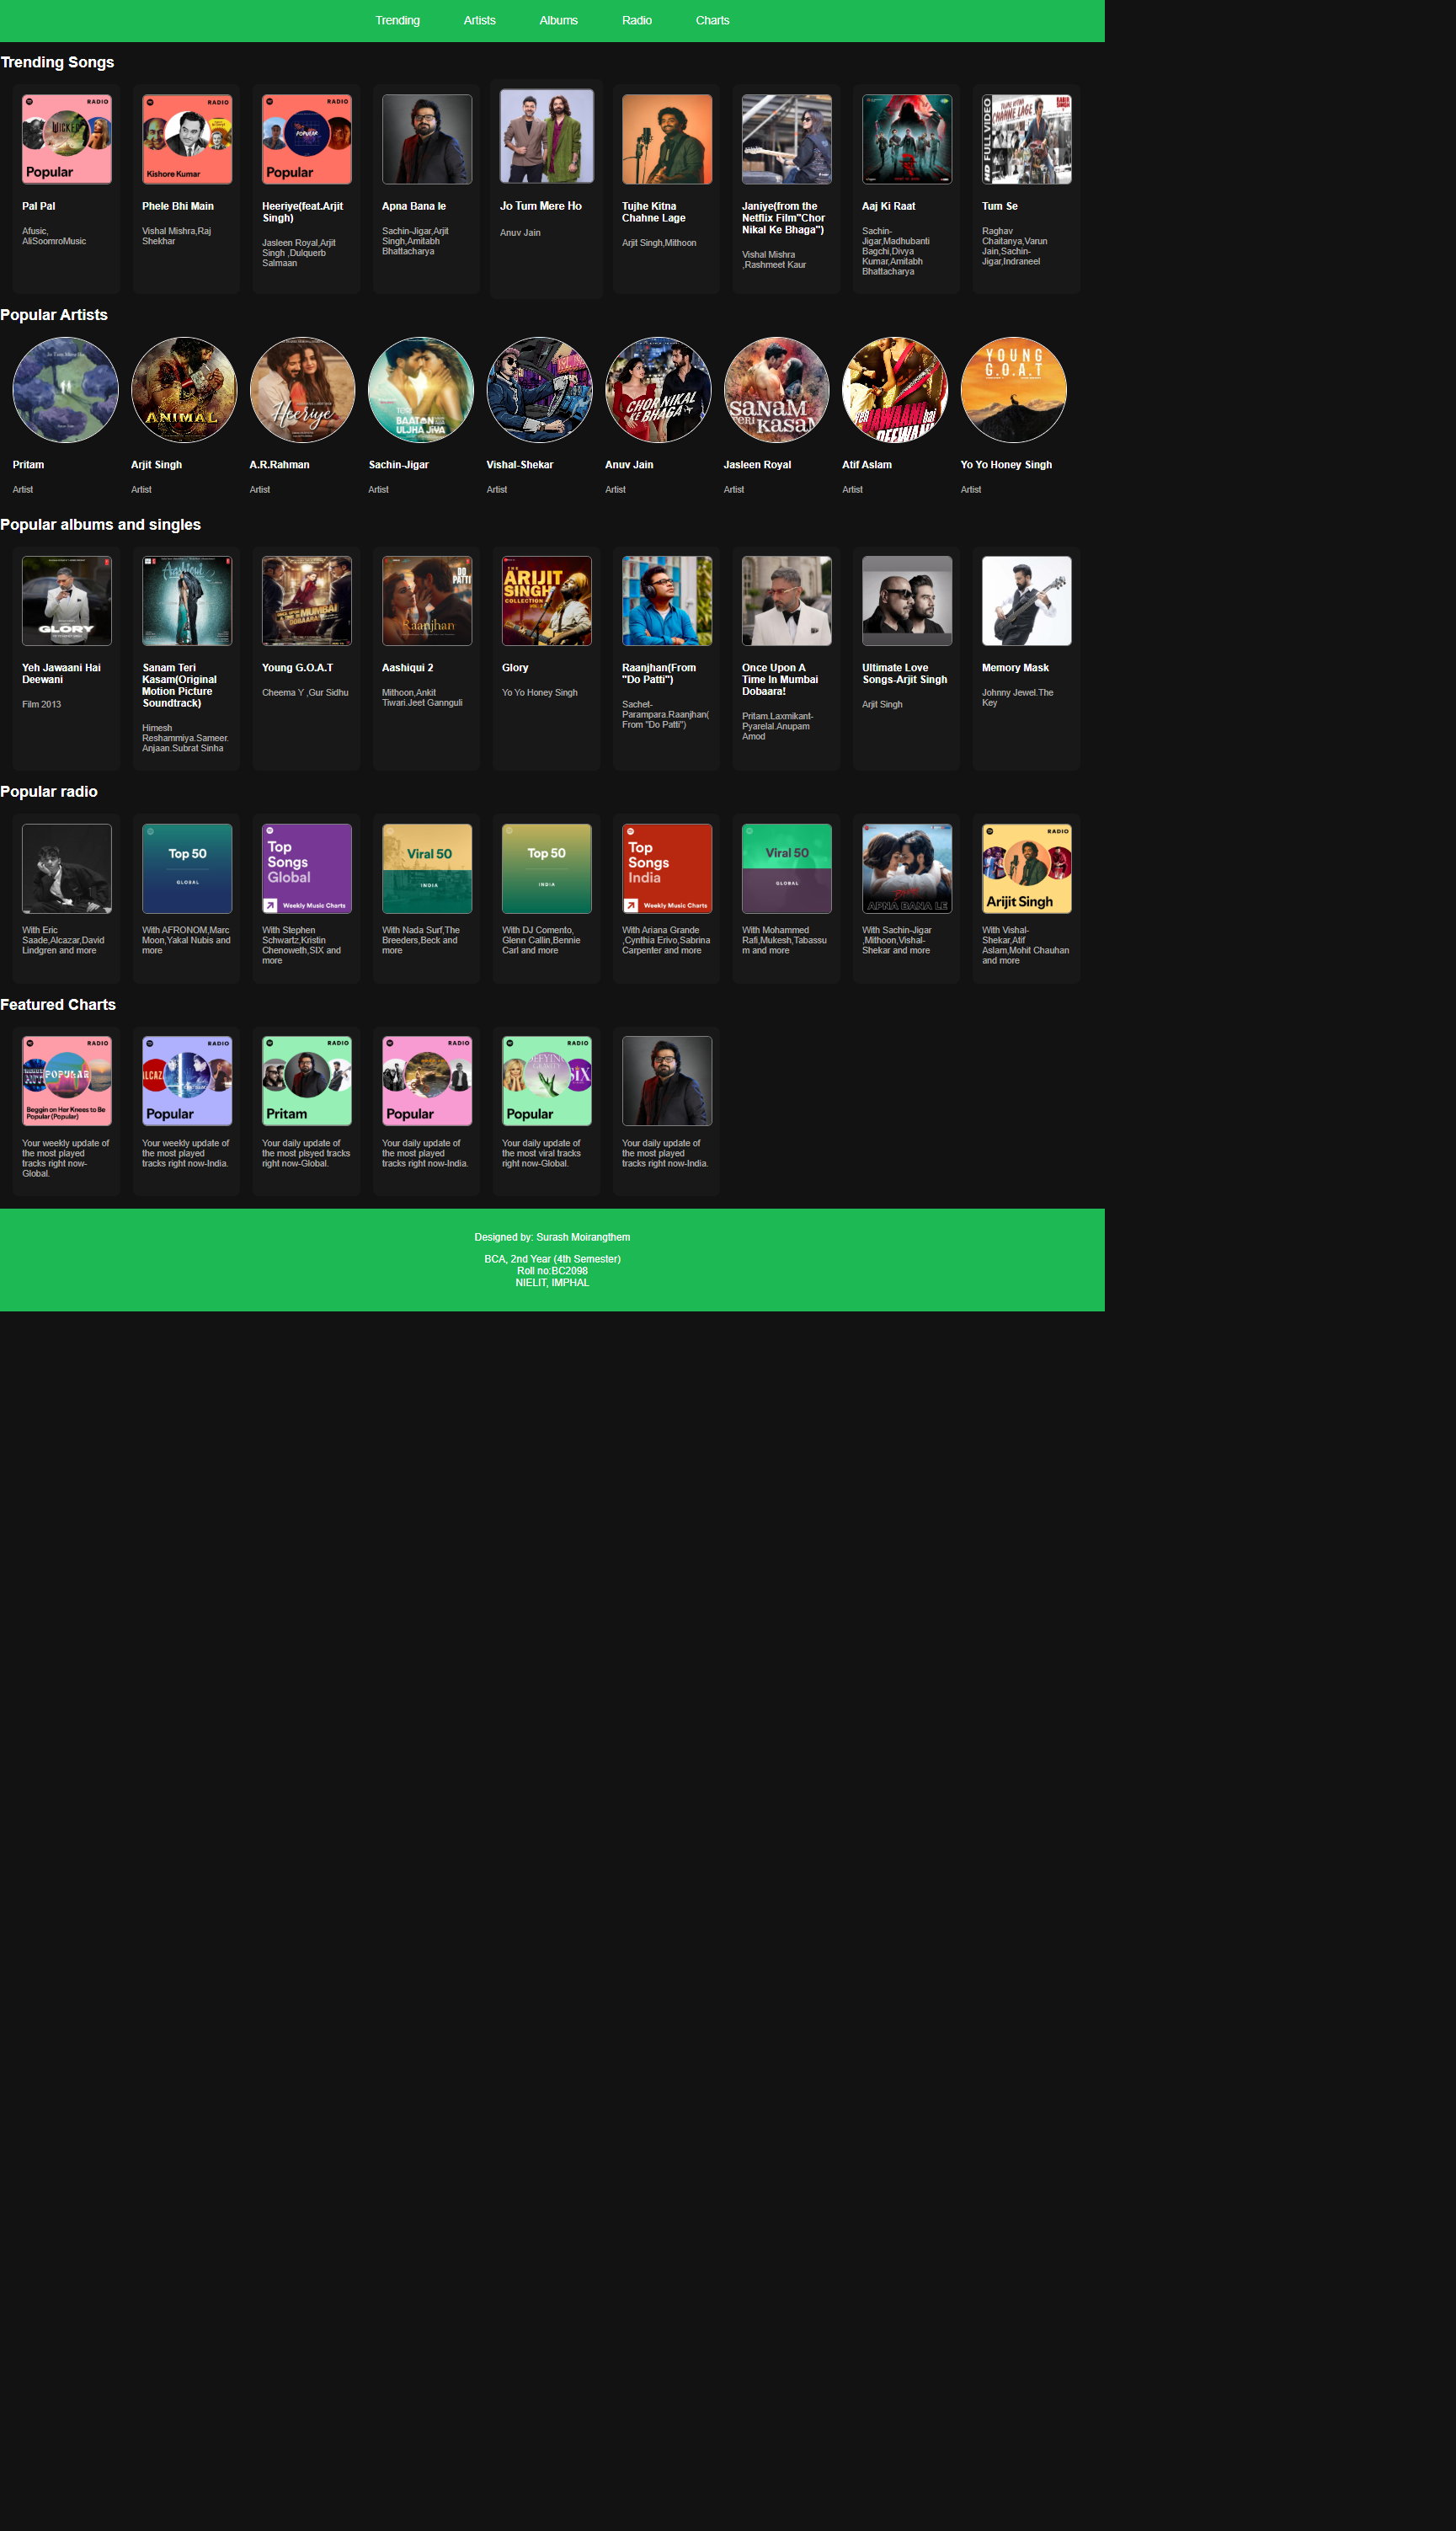 Trending Artists Albums Radio Charts
Trending Songs
RADIO
WICKED
Popular
RADIO
Kishore Kumar
RADIO
POPULAR
Popular
CHAHNE LAGE
HD FULL VIDEO
Pal Pal
Afusic,
AliSoomroMusic
Phele Bhi Main
Vishal Mishra,Raj
Shekhar
Heeriye(feat.Arjit
Singh)
Jasleen Royal,Arjit
Singh ,Dulquerb
Salmaan
Apna Bana le
Sachin-Jigar,Arjit
Singh,Amitabh
Bhattacharya
Jo Tum Mere Ho
Anuv Jain
Tujhe Kitna
Chahne Lage
Arjit Singh,Mithoon
Janiye(from the
Netflix Film"Chor
Nikal Ke Bhaga")
Vishal Mishra
,Rashmeet Kaur
Aaj Ki Raat
Sachin-
Jigar,Madhubanti
Bagchi,Divya
Kumar,Amitabh
Bhattacharya
Tum Se
Raghav
Chaitanya,Varun
Jain,Sachin-
Jigar,Indraneel
Popular Artists
Jo Tum Mere Ho
ANIMAL
Heeriye
BAATON
ULJHA JIYA
CHOR NIKAL
KE BHAGA
SANAM
TERI
KASAM
YEH
JAWAANI HAI
DEEWANI
YOUNG
G.O.A.T
Pritam
Artist
Arjit Singh
Artist
A.R.Rahman
Artist
Sachin-Jigar
Artist
Vishal-Shekar
Artist
Anuv Jain
Artist
Jasleen Royal
Artist
Atif Aslam
Artist
Yo Yo Honey Singh
Artist
Popular albums and singles
GLORY
Aashiqui
MUMBAI
DOBAARA!
DO
PATTI
Raanjhan
THE
ARIJIT
SINGH
COLLECTION
Yeh Jawaani Hai
Deewani
Film 2013
Sanam Teri
Kasam(Original
Motion Picture
Soundtrack)
Himesh
Reshammiya.Sameer.
Anjaan.Subrat Sinha
Young G.O.A.T
Cheema Y ,Gur Sidhu
Aashiqui 2
Mithoon,Ankit
Tiwari.Jeet Gannguli
Glory
Yo Yo Honey Singh
Raanjhan(From
"Do Patti")
Sachet-
Parampara.Raanjhan(
From "Do Patti")
Once Upon A
Time In Mumbai
Dobaara!
Pritam.Laxmikant-
Pyarelal.Anupam
Amod
Ultimate Love
Songs-Arjit Singh
Arjit Singh
Memory Mask
Johnny Jewel.The
Key
Popular radio
Top 50
GLOBAL
Top
Songs
Global
Weekly Music Charts
Viral 50
INDIA
Top 50
INDIA
Top
Songs
India
Weekly Music Charts
Viral 50
GLOBAL
APNA BANA LE
RADIO
Arijit Singh
With Eric
Saade,Alcazar,David
Lindgren and more
With AFRONOM,Marc
Moon,Yakal Nubis and
more
With Stephen
Schwartz,Kristin
Chenoweth,SIX and
more
With Nada Surf,The
Breeders,Beck and
more
With DJ Comento,
Glenn Callin,Bennie
Carl and more
With Ariana Grande
,Cynthia Erivo,Sabrina
Carpenter and more
With Mohammed
Rafi,Mukesh,Tabassu
m and more
With Sachin-Jigar
,Mithoon,Vishal-
Shekar and more
With Vishal-
Shekar,Atif
Aslam,Mohit Chauhan
and more
Featured Charts
RADIO
POPULAR
Beggin on Her Knees to Be
Popular (Popular)
RADIO
ALCAZ
Popular
RADIO
Pritam
RADIO
Popular
RADIO
DEFYING
GRAVITY
SIX
Popular
Your weekly update of
the most played
tracks right now-
Global.
Your weekly update of
the most played
tracks right now-India.
Your daily update of
the most plsyed tracks
right now-Global.
Your daily update of
the most played
tracks right now-India.
Your daily update of
the most viral tracks
right now-Global.
Your daily update of
the most played
tracks right now-India.
Designed by: Surash Moirangthem
BCA, 2nd Year (4th Semester)
Roll no:BC2098
NIELIT, IMPHAL